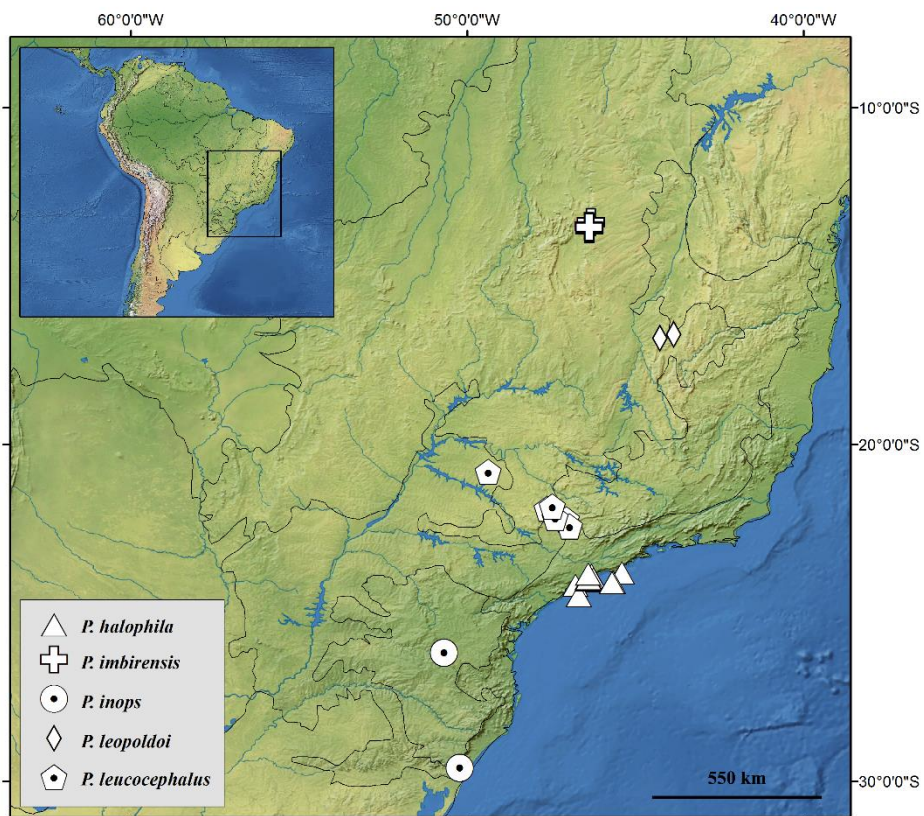 60°0'0"W 50°0'0"W 40°0'0"W
10°0'0"S
20°0'0"S
30°0'0"S
P. halophila
P. imbirensis
P. inops
P. leopoldoi
P. leucocephalus
550 km